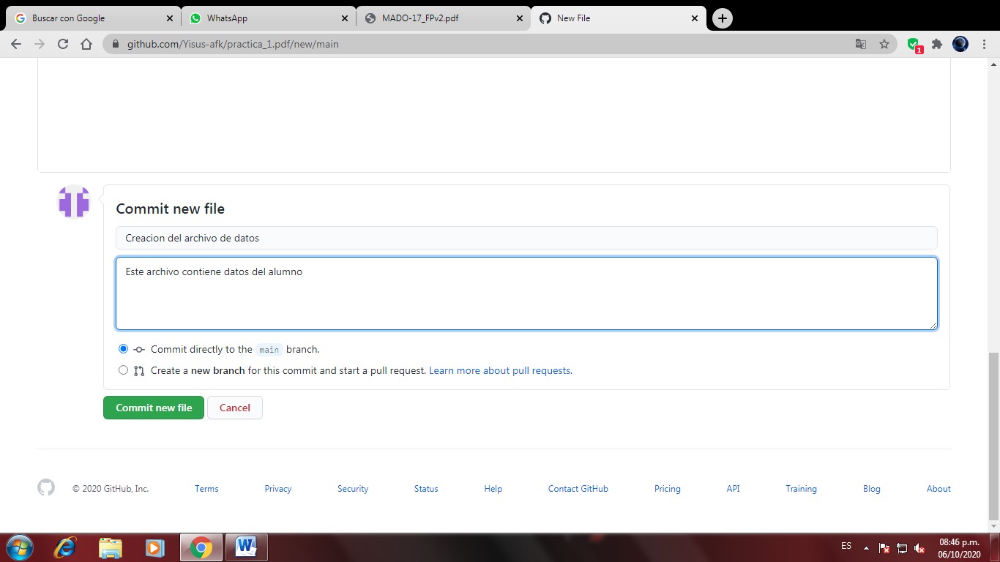 Buscar con Google
WhatsApp
MADO-17_FPv2.pdf
New File
github.com/Yisus-afk/practica_1.pdf/new/main
1
Commit new file
Creacion del archivo de datos
Este archivo contiene datos del alumno
Commit directly to the main branch.
Create a new branch for this commit and start a pull request. Learn more about pull requests.
Commit new file Cancel
© 2020 GitHub, Inc. Terms Privacy Security Status Help Contact GitHub Pricing API Training Blog About
ES
08:46 p.m.
06/10/2020